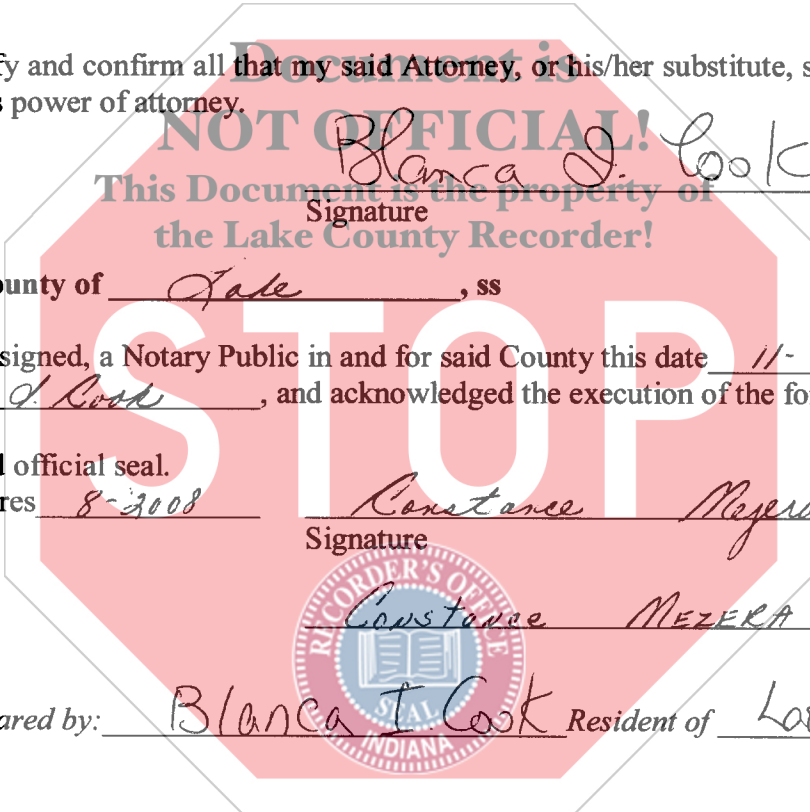 Document is
fy and confirm all that my said Attorney, or his/her substitute, s
s power of attorney.
NOT OFFICIAL!
Blanca I. Cook
This Document is the property of
Signature
the Lake County Recorder!
ounty of Lake, ss
STOP
signed, a Notary Public in and for said County this date 11-
I. Cook, and acknowledged the execution of the fo
d official seal.
res 8-2008 Constance Mezera
Signature
RECORDER'S OFFICE
Constance MEZERA
SEAL
INDIANA
ared by: Blanca I. Cook Resident of